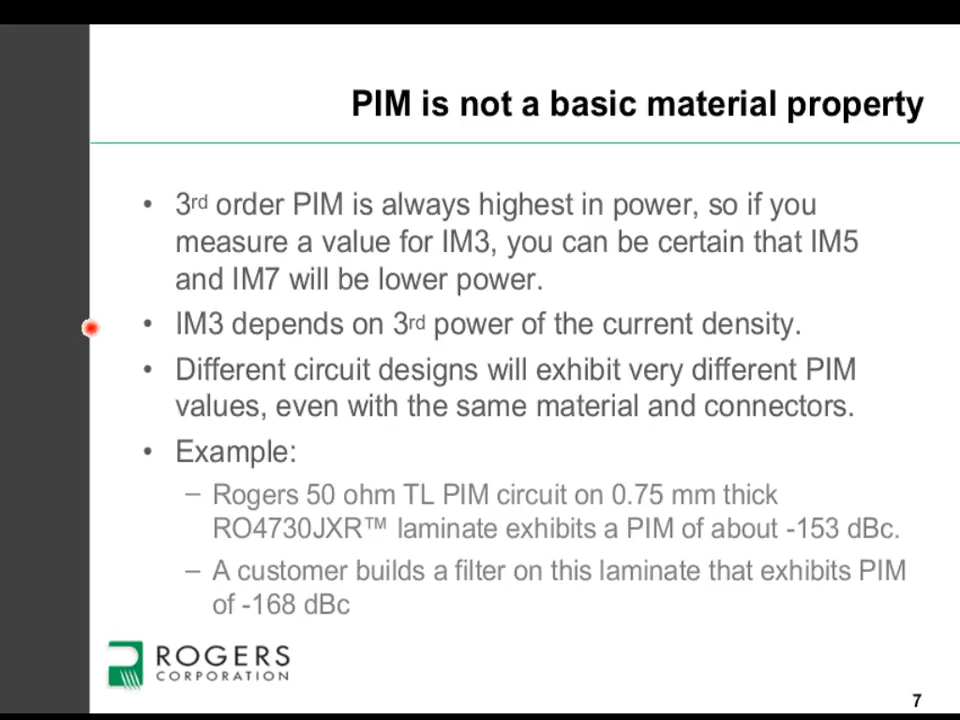 PIM is not a basic material property
• 3rd order PIM is always highest in power, so if you
measure a value for IM3, you can be certain that IM5
and IM7 will be lower power.
• IM3 depends on 3rd power of the current density.
• Different circuit designs will exhibit very different PIM
values, even with the same material and connectors.
• Example:
– Rogers 50 ohm TL PIM circuit on 0.75 mm thick
RO4730JXR™ laminate exhibits a PIM of about -153 dBc.
– A customer builds a filter on this laminate that exhibits PIM
of -168 dBc
ROGERS
CORPORATION
7